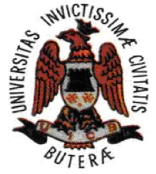 UNIVERSITAS INVICTISSIMÆ CIVITATIS
BUTERÆ
U C B